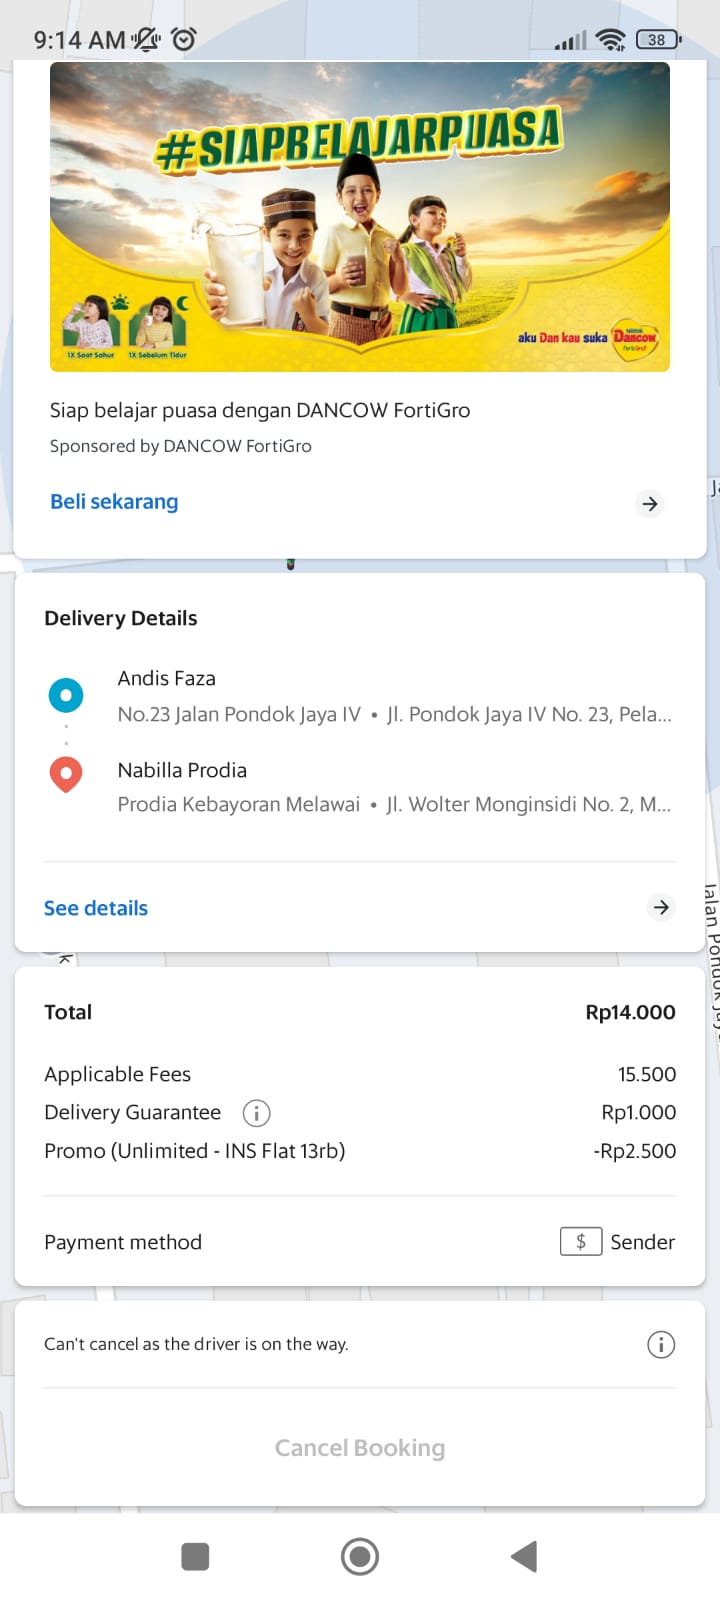 9:14 AM
38
#SIAPBELAJARPUASA
1X Saat Sahur
1X Sebelum Tidur
aku Dan kau suka
Nestle
Dancow
FortiGro
Siap belajar puasa dengan DANCOW FortiGro
Sponsored by DANCOW FortiGro
Beli sekarang
Delivery Details
Andis Faza
No.23 Jalan Pondok Jaya IV • Jl. Pondok Jaya IV No. 23, Pela...
Nabilla Prodia
Prodia Kebayoran Melawai • Jl. Wolter Monginsidi No. 2, M...
See details
Total Rp14.000
Applicable Fees 15.500
Delivery Guarantee Rp1.000
Promo (Unlimited - INS Flat 13rb) -Rp2.500
Payment method $ Sender
Can't cancel as the driver is on the way.
Cancel Booking
k
Jalan Pondok